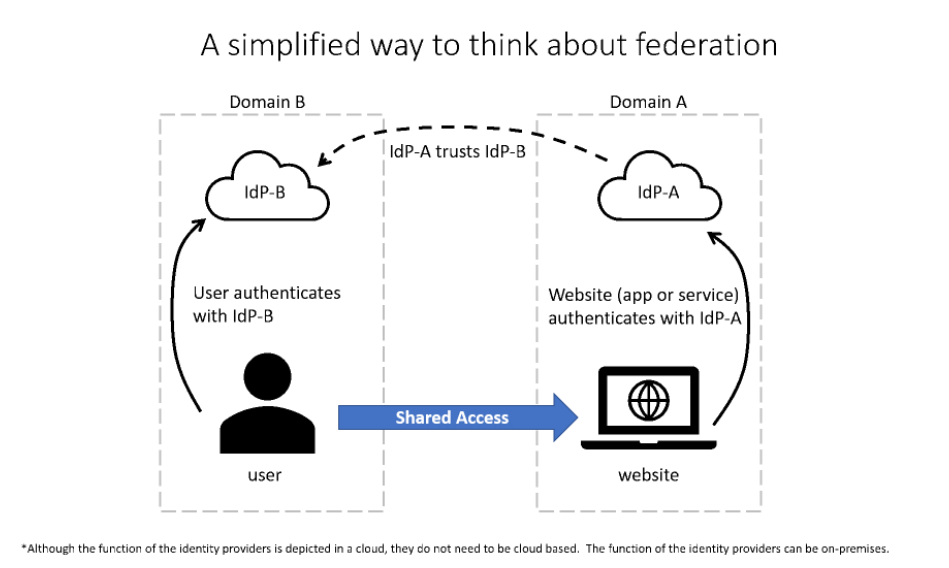 A simplified way to think about federation
Domain B
Domain A
IdP-A trusts IdP-B
IdP-B
IdP-A
User authenticates
with IdP-B
Website (app or service)
authenticates with IdP-A
Shared Access
user
website
*Although the function of the identity providers is depicted in a cloud, they do not need to be cloud based.  The function of the identity providers can be on-premises.